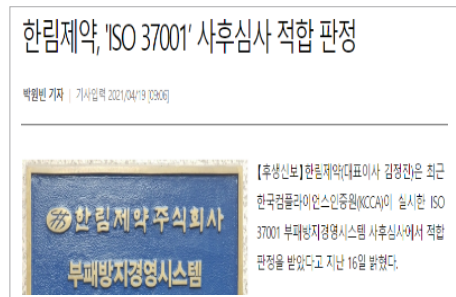 한림제약, 'ISO 37001' 사후심사 적합 판정
박원빈 기자 | 기사입력 2021/04/19 [09:06]
【후생신보】한림제약(대표이사 김정진)은 최근
한국컴플라이언스인증원(KCCA)이 실시한 ISO
37001 부패방지경영시스템 사후심사에서 적합
판정을 받았다고 지난 16일 밝혔다.
한림제약주식회사
부패방지경영시스템